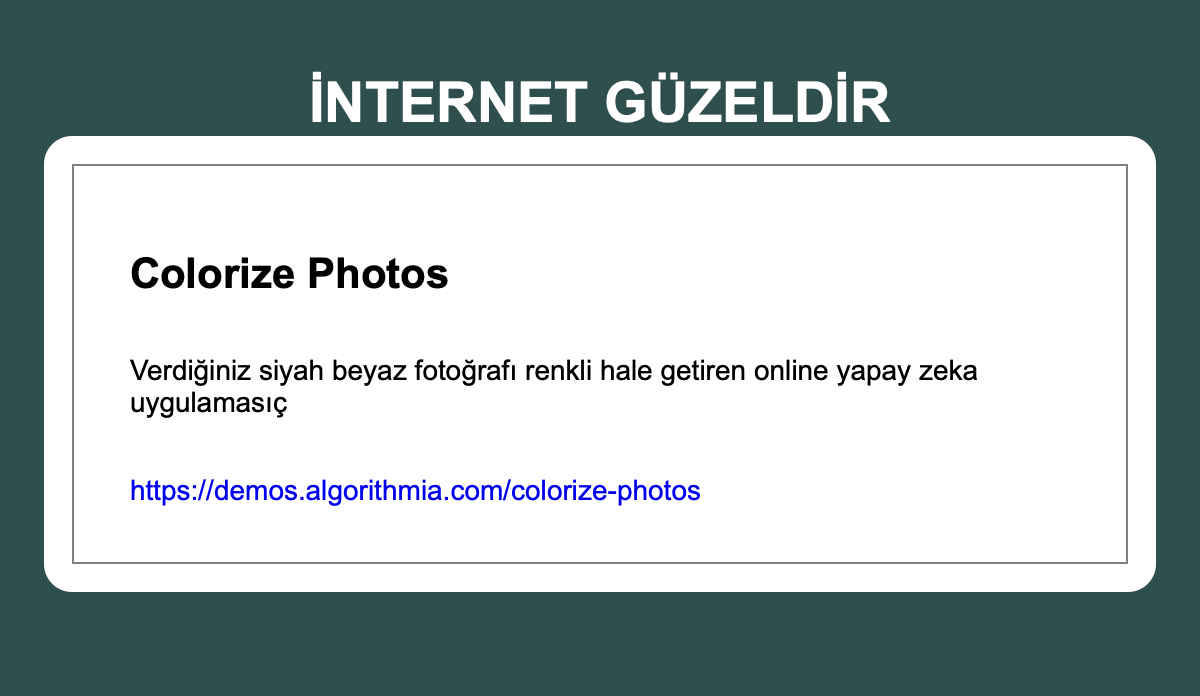 İNTERNET GÜZELDİR
Colorize Photos
Verdiğiniz siyah beyaz fotoğrafı renkli hale getiren online yapay zeka
uygulamasıç
https://demos.algorithmia.com/colorize-photos